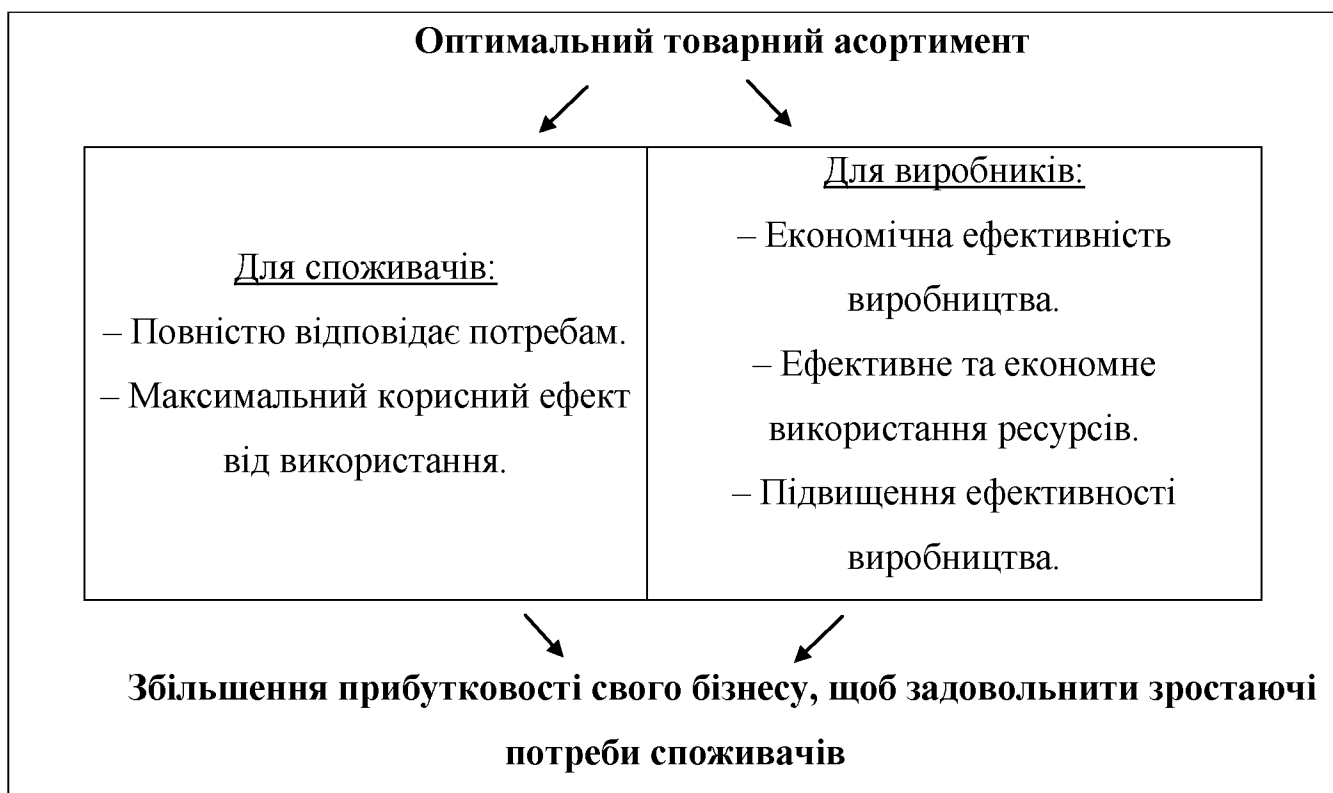 Оптимальний товарний асортимент
Для споживачів:
– Повністю відповідає потребам.
– Максимальний корисний ефект
від використання.
Для виробників:
– Економічна ефективність
виробництва.
– Ефективне та економне
використання ресурсів.
– Підвищення ефективності
виробництва.
Збільшення прибутковості свого бізнесу, щоб задовольнити зростаючі
потреби споживачів